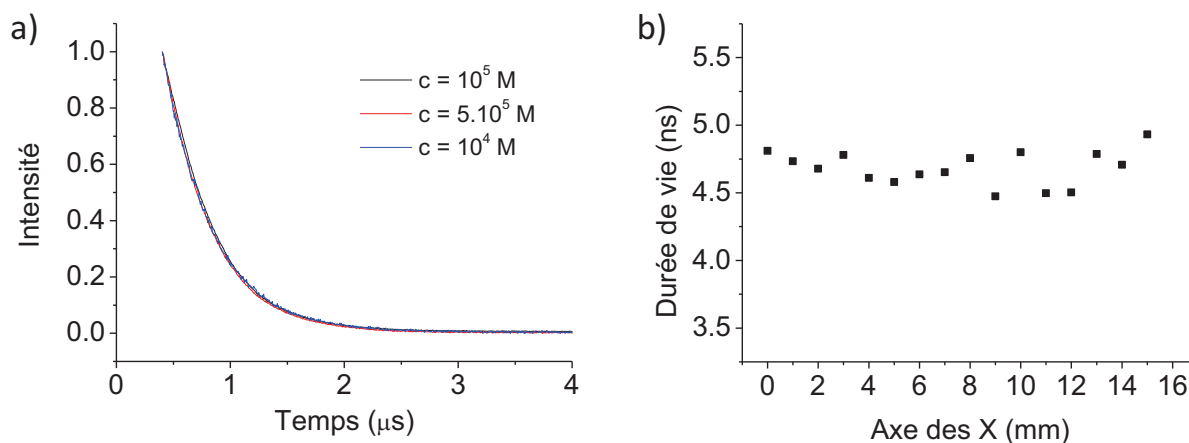 a)
1.0
0.8
0.6
0.4
0.2
0.0
Intensité
c = 10⁵ M
c = 5.10⁵ M
c = 10⁴ M
0 1 2 3 4
Temps (μs)
b)
5.5
5.0
4.5
4.0
3.5
Durée de vie (ns)
0 2 4 6 8 10 12 14 16
Axe des X (mm)